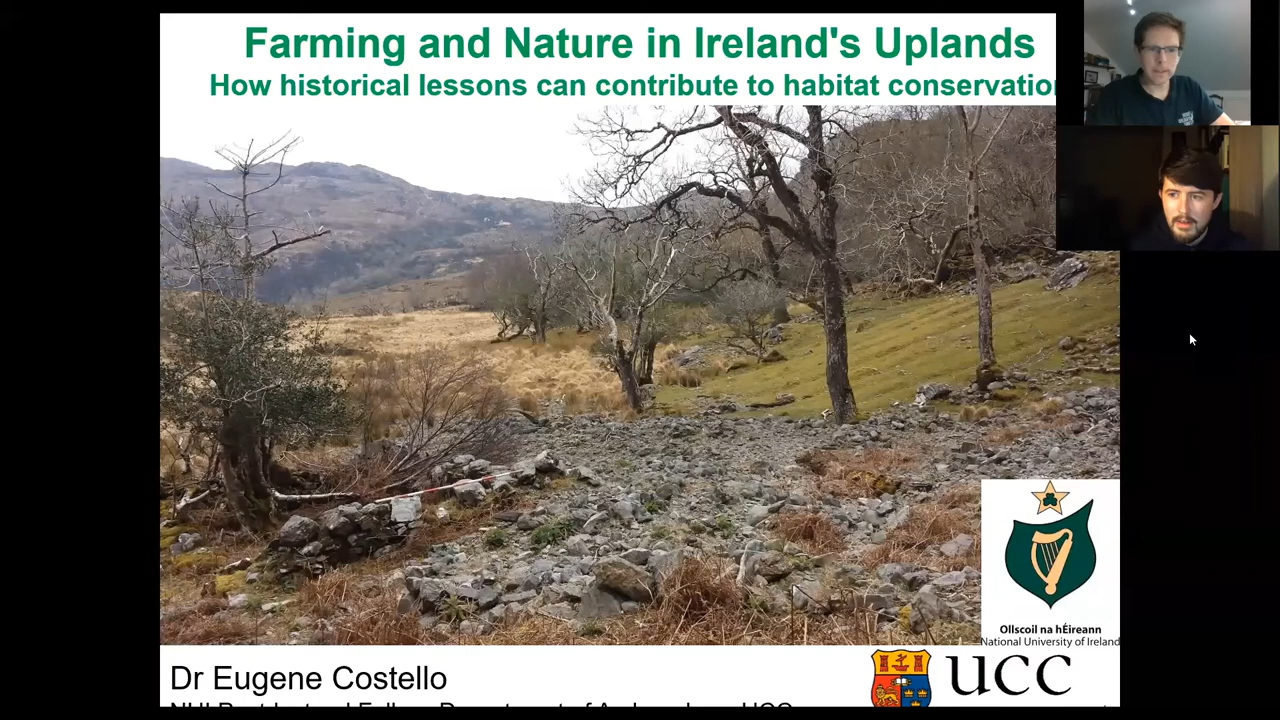 Farming and Nature in Ireland's Uplands
How historical lessons can contribute to habitat conservation
Ollscoil na hÉireann
National University of Ireland
Dr Eugene Costello
UCC